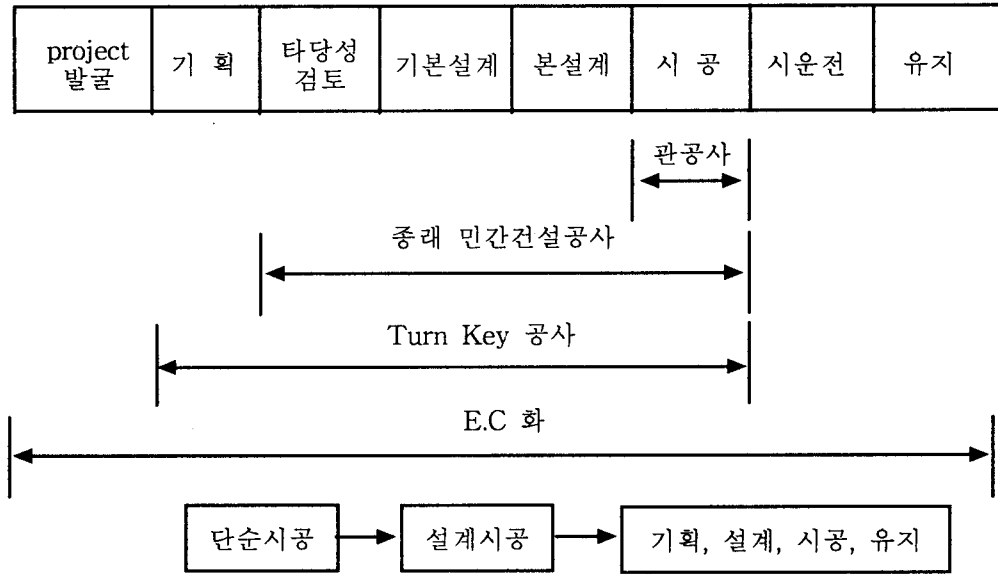 project
발굴
기 획
타당성
검토
기본설계
본설계
시 공
시운전
유지
관공사
종래 민간건설공사
Turn Key 공사
E.C 화
단순시공
설계시공
기획, 설계, 시공, 유지